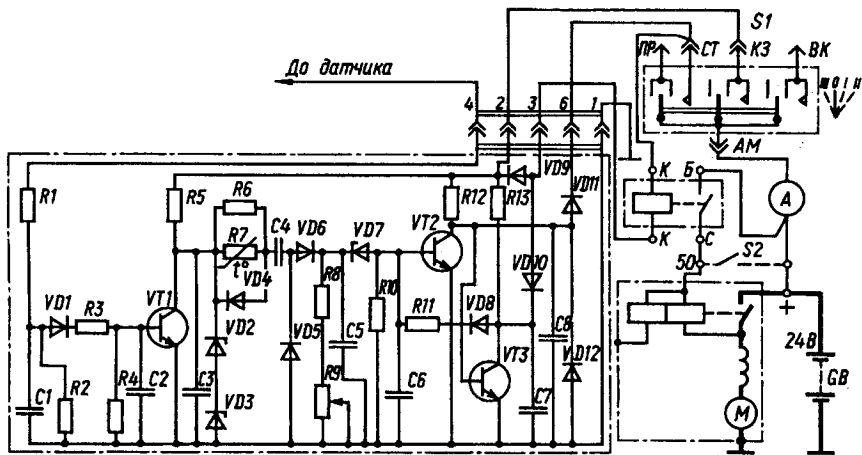 S1
ПР СТ КЗ ВК
До датчика
4 2 3 6 1
Ш 0 I II
АМ
R1 R5 R6 R12 VD9 R13 VD11
К Б А
R7 C4 VD6 VD7 VT2
t°
VD4 R8 R10 VD10 К С
50 S2
VD1 R3 VT1 VD2 R11 VD8 C8
VD5 C5 VT3 VD12 + 24В
R2 R4 C2 C3 R9 C6 GB
C1 VD3 C7 М